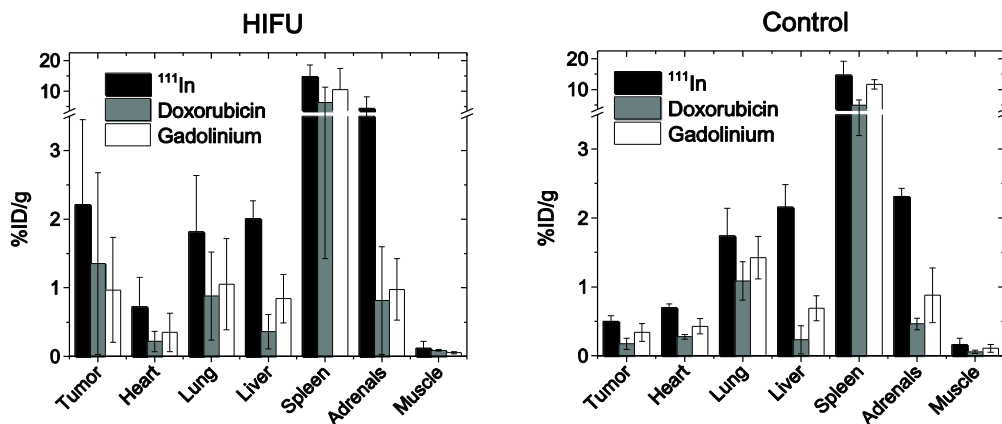 HIFU
20
10
3
2
1
0
%ID/g
¹¹¹In
Doxorubicin
Gadolinium
Tumor
Heart
Lung
Liver
Spleen
Adrenals
Muscle
Control
20
10
3
2
1
0
%ID/g
¹¹¹In
Doxorubicin
Gadolinium
Tumor
Heart
Lung
Liver
Spleen
Adrenals
Muscle